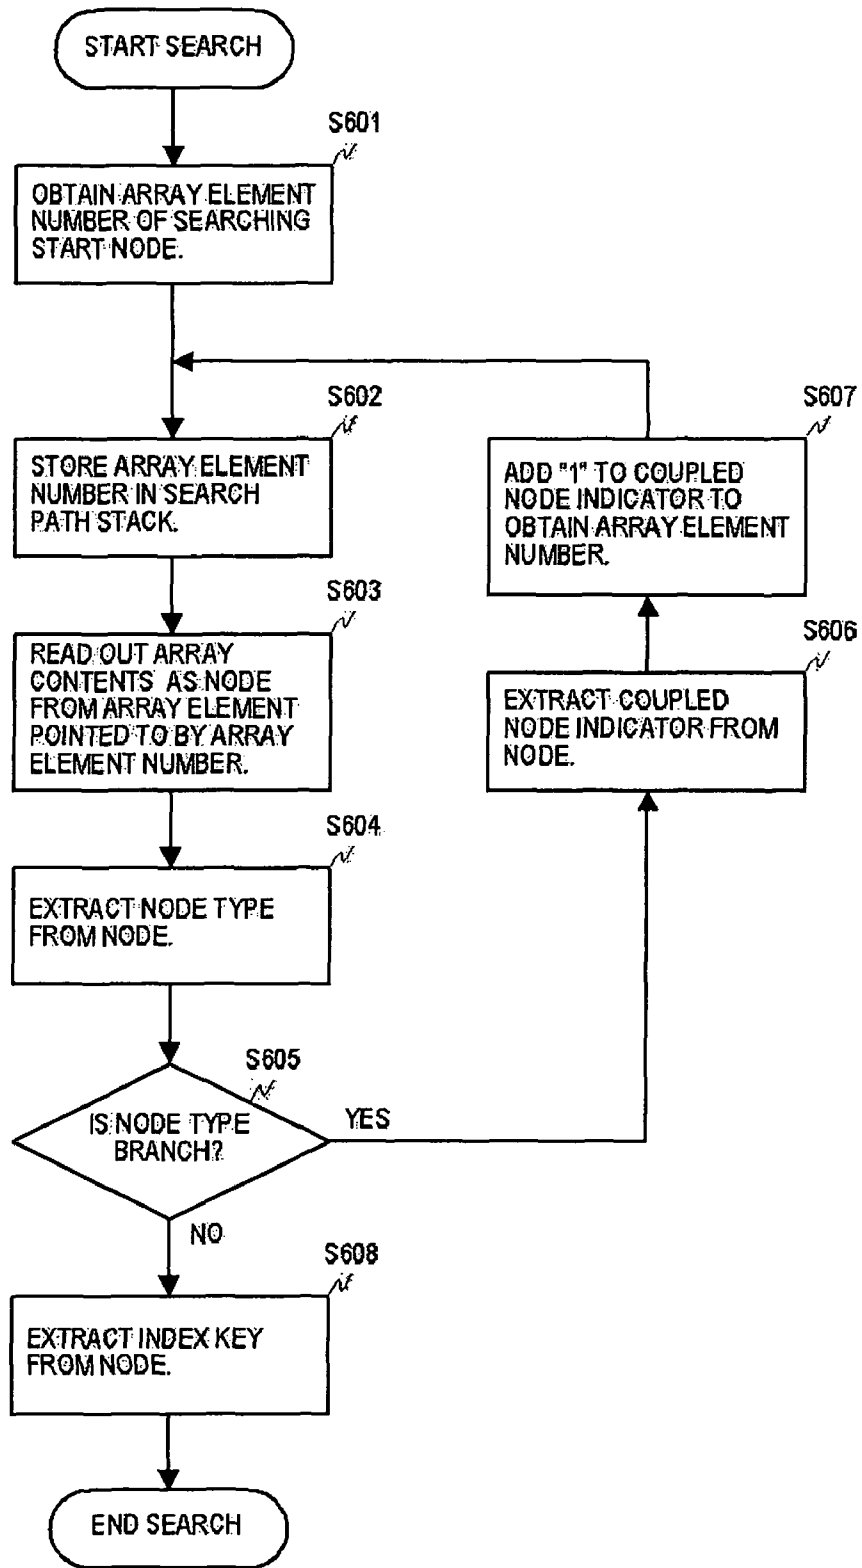 START SEARCH
S601
OBTAIN ARRAY ELEMENT
NUMBER OF SEARCHING
START NODE.
S602
STORE ARRAY ELEMENT
NUMBER IN SEARCH
PATH STACK.
S603
READ OUT ARRAY
CONTENTS AS NODE
FROM ARRAY ELEMENT
POINTED TO BY ARRAY
ELEMENT NUMBER.
S604
EXTRACT NODE TYPE
FROM NODE.
S605
IS NODE TYPE
BRANCH?
YES
NO
S606
EXTRACT COUPLED
NODE INDICATOR FROM
NODE.
S607
ADD "1" TO COUPLED
NODE INDICATOR TO
OBTAIN ARRAY ELEMENT
NUMBER.
S608
EXTRACT INDEX KEY
FROM NODE.
END SEARCH